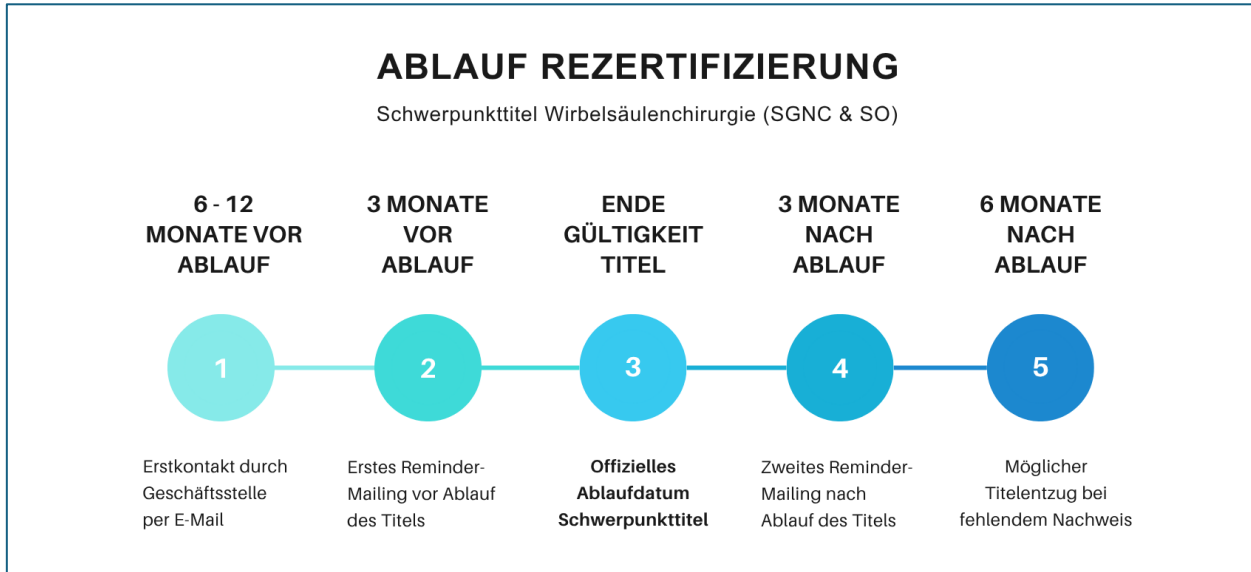 ABLAUF REZERTIFIZIERUNG
Schwerpunkttitel Wirbelsäulenchirurgie (SGNC & SO)
6 - 12
MONATE VOR
ABLAUF
3 MONATE
VOR
ABLAUF
ENDE
GÜLTIGKEIT
TITEL
3 MONATE
NACH
ABLAUF
6 MONATE
NACH
ABLAUF
1
2
3
4
5
Erstkontakt durch
Geschäftsstelle
per E-Mail
Erstes Reminder-
Mailing vor Ablauf
des Titels
Offizielles
Ablaufdatum
Schwerpunkttitel
Zweites Reminder-
Mailing nach
Ablauf des Titels
Möglicher
Titelentzug bei
fehlendem Nachweis